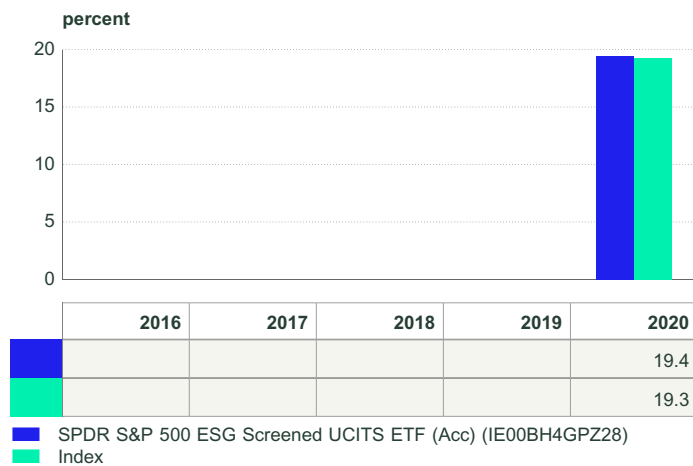 percent
20
15
10
5
0
2016 2017 2018 2019 2020
19.4
19.3
SPDR S&P 500 ESG Screened UCITS ETF (Acc) (IE00BH4GPZ28)
Index